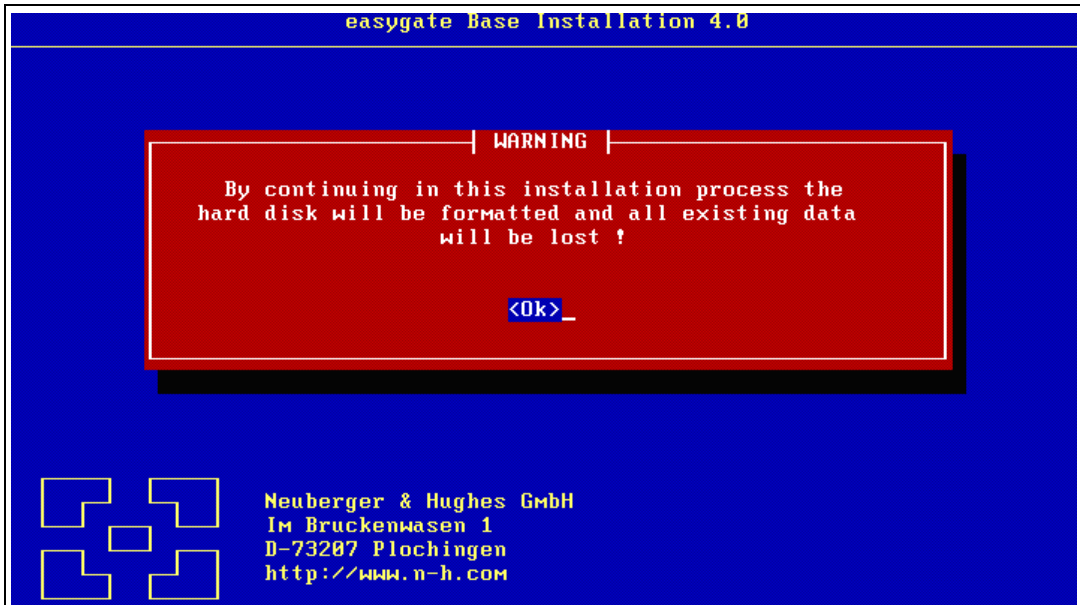 easygate Base Installation 4.0
WARNING
By continuing in this installation process the
hard disk will be formatted and all existing data
will be lost !
<Ok>_
Neuberger & Hughes GmbH
Im Bruckenwasen 1
D-73207 Plochingen
http://www.n-h.com